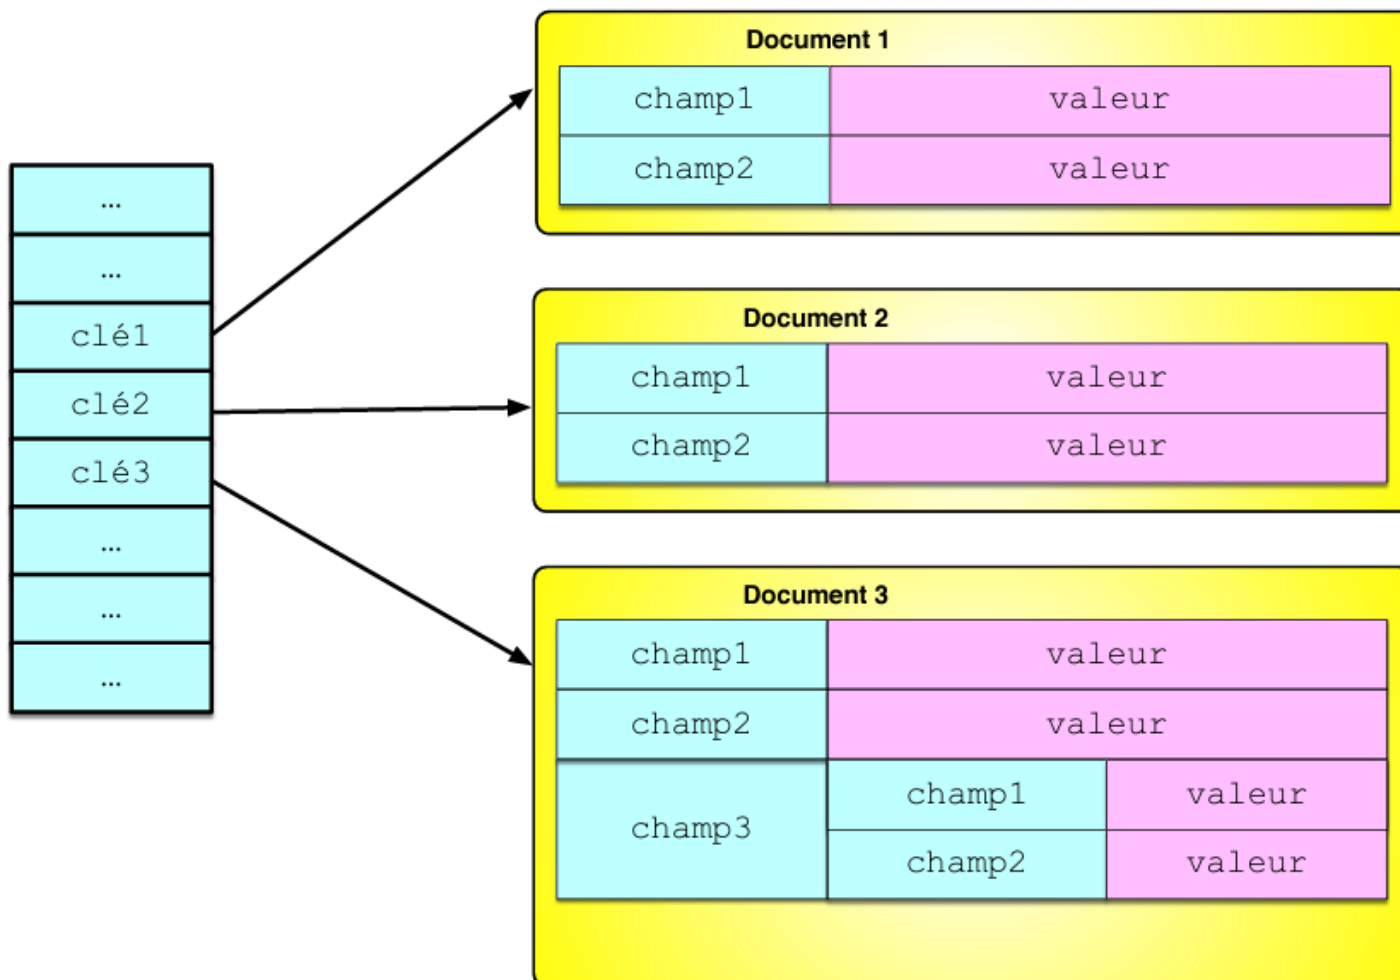 …
…
clé1
clé2
clé3
…
…
…
Document 1
champ1 valeur
champ2 valeur
Document 2
champ1 valeur
champ2 valeur
Document 3
champ1 valeur
champ2 valeur
champ3
champ1 valeur
champ2 valeur